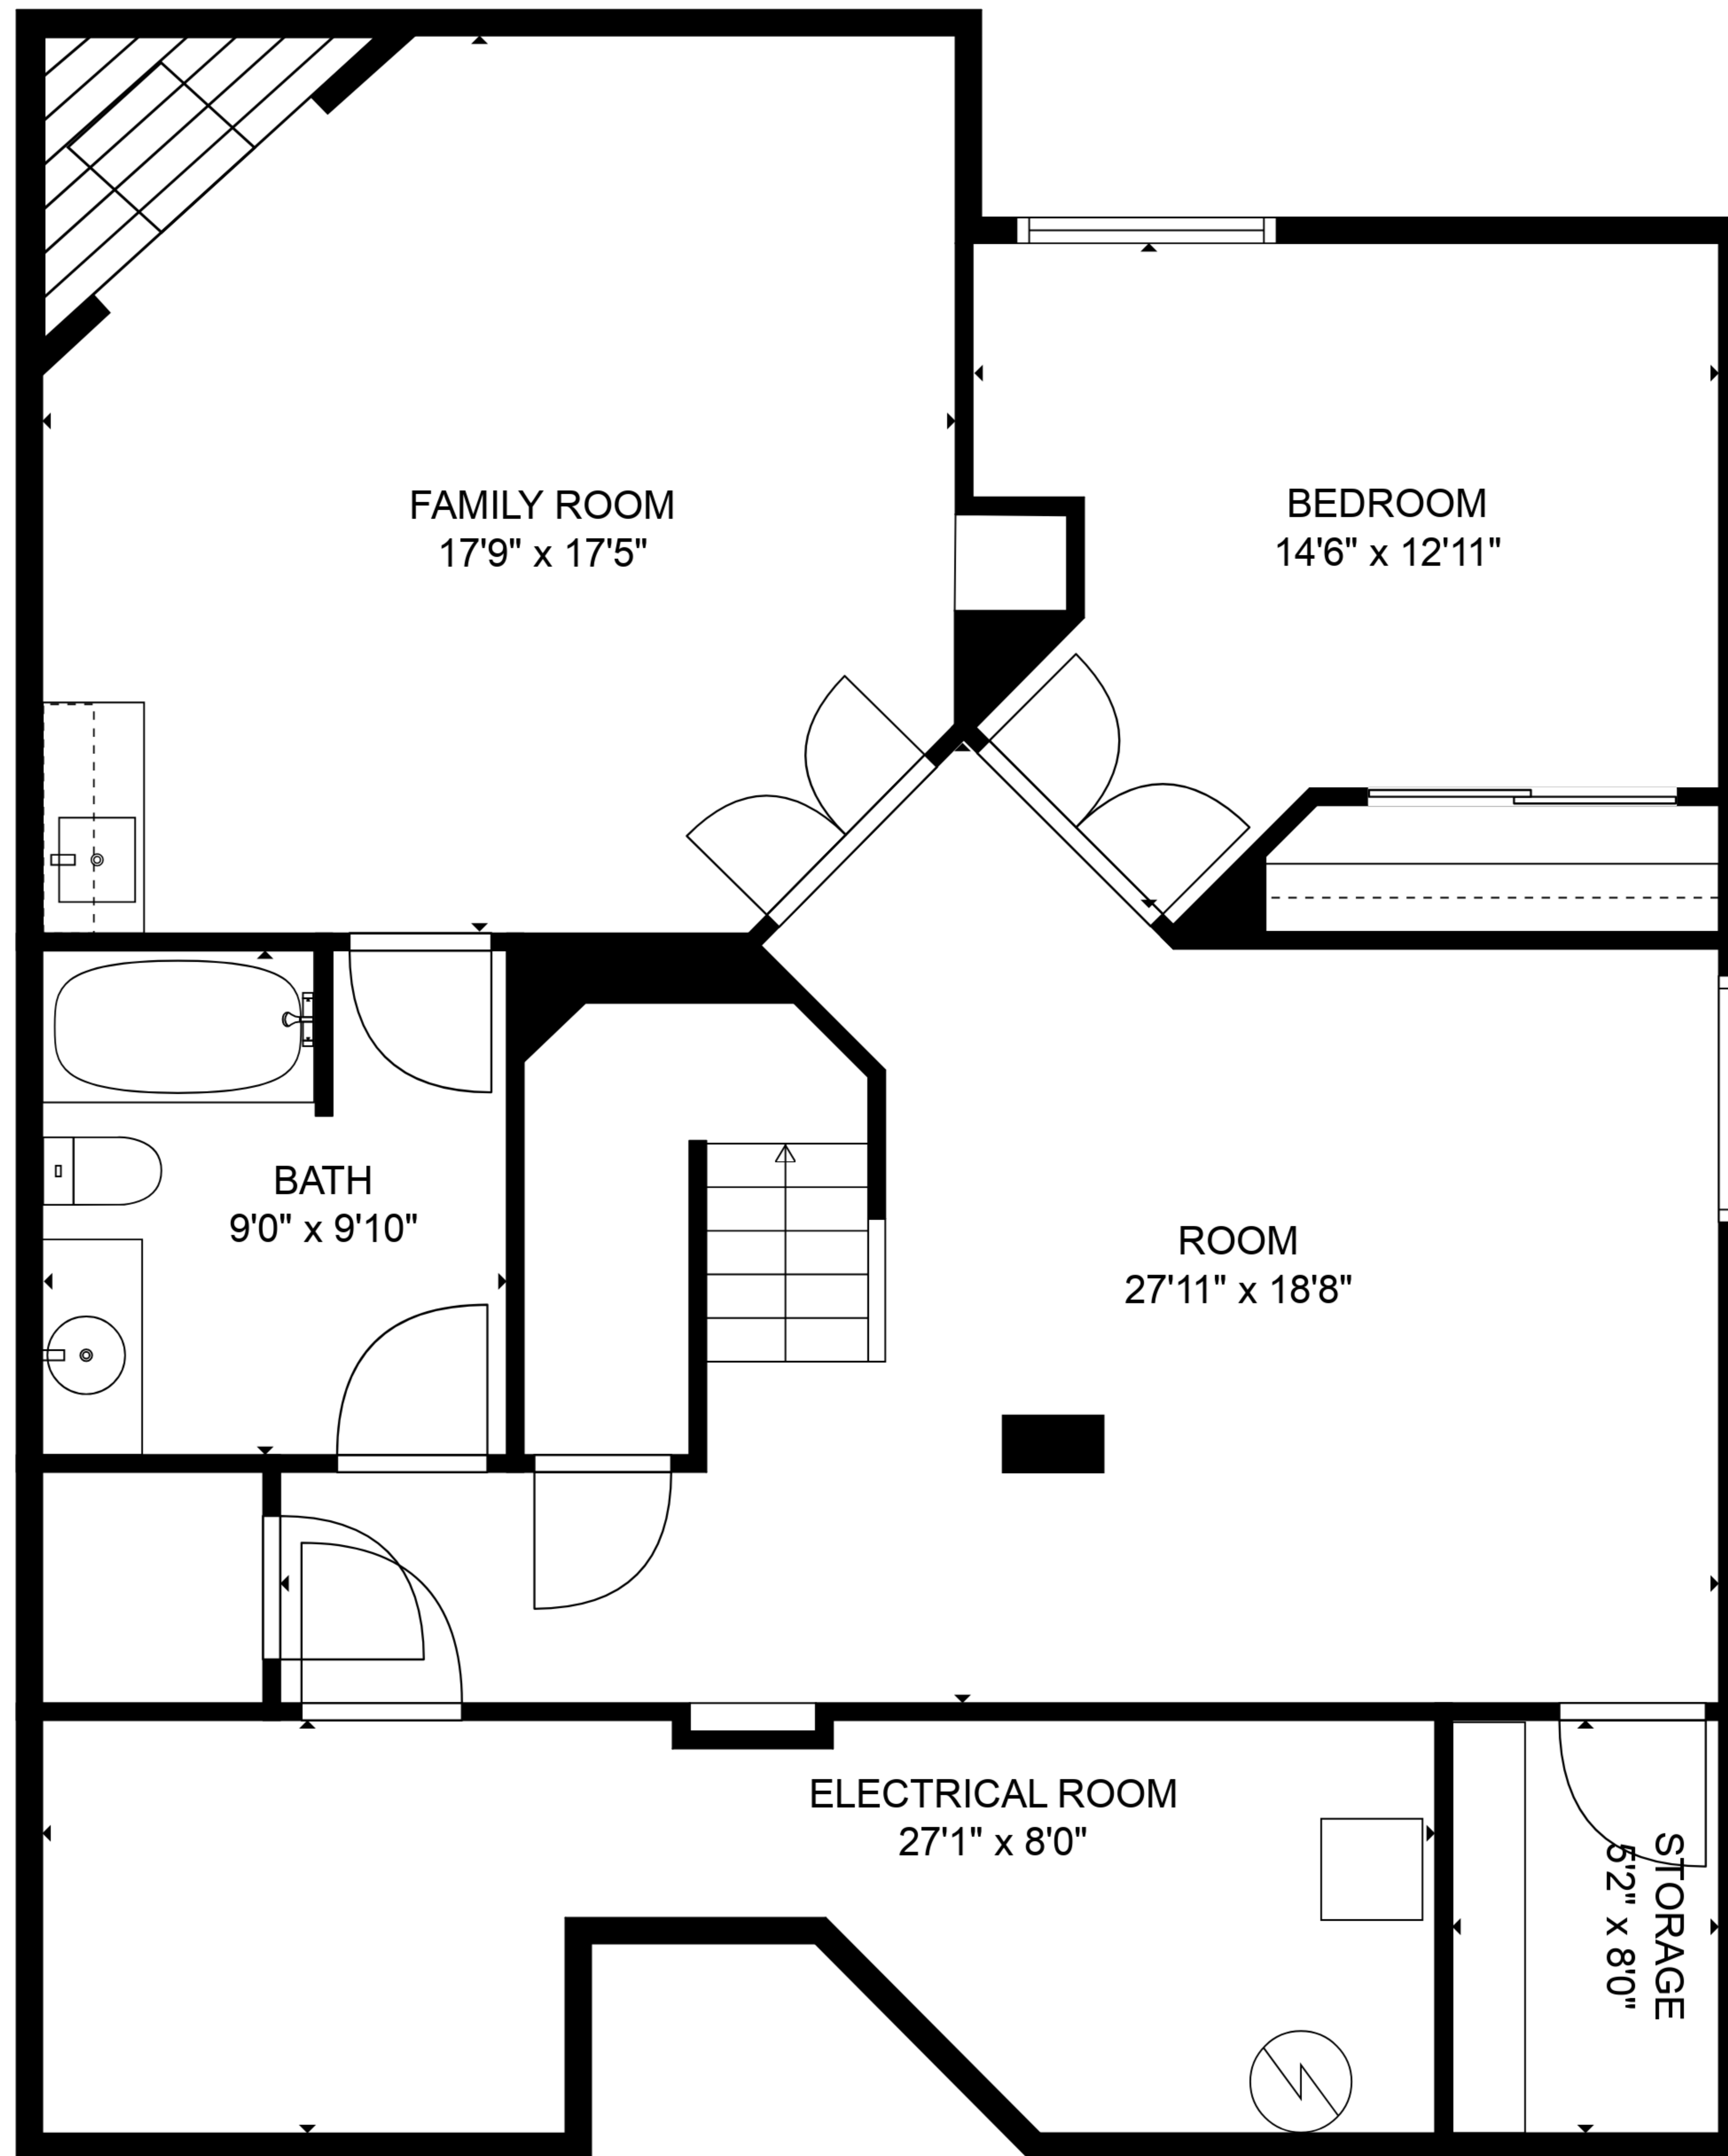 FAMILY ROOM
17'9" x 17'5"
BEDROOM
14'6" x 12'11"
BATH
9'0" x 9'10"
ROOM
27'11" x 18'8"
ELECTRICAL ROOM
27'1" x 8'0"
STORAGE
5'2" x 8'0"